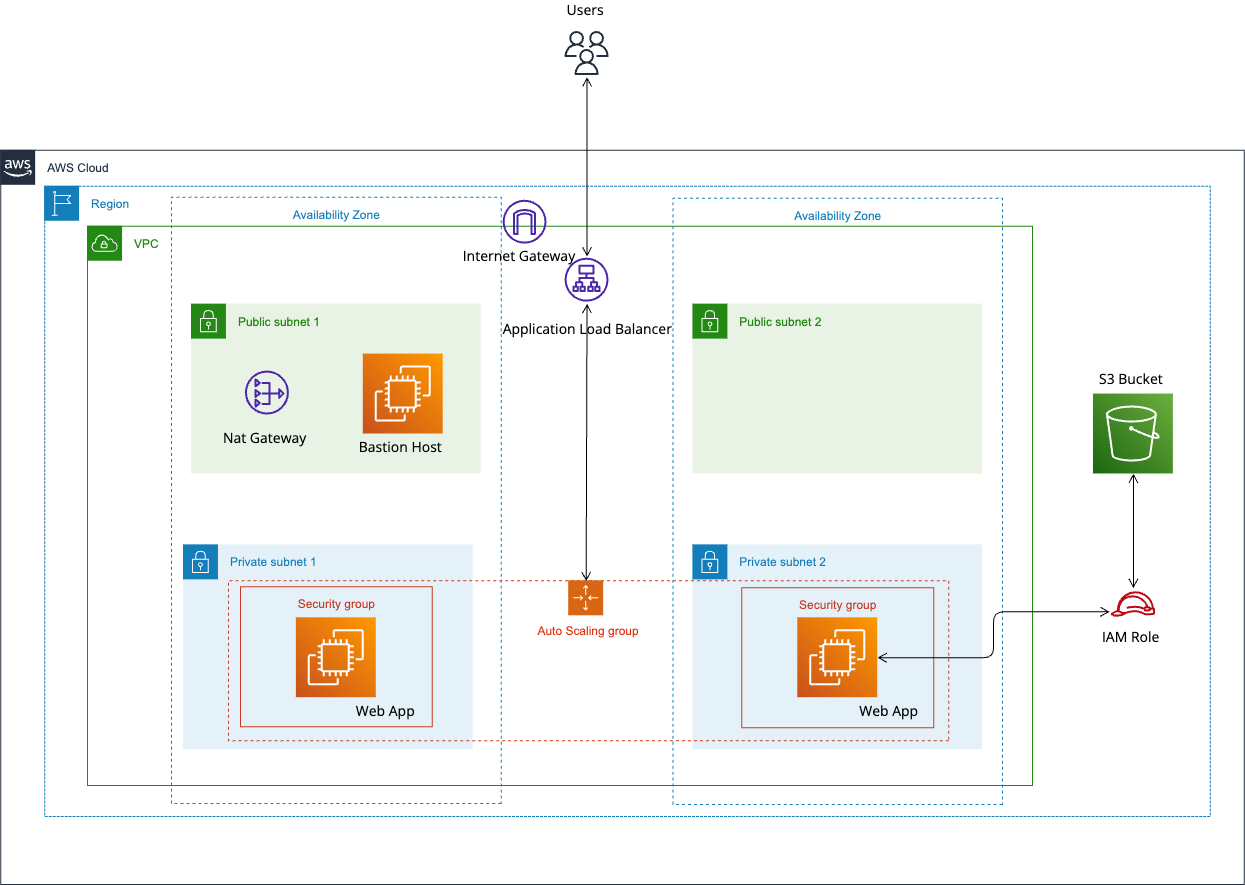 Users
aws
AWS Cloud
Region
Availability Zone
Availability Zone
VPC
Internet Gateway
Public subnet 1
Application Load Balancer
Public subnet 2
Nat Gateway
Bastion Host
S3 Bucket
Private subnet 1
Private subnet 2
Security group
Security group
Auto Scaling group
IAM Role
Web App
Web App